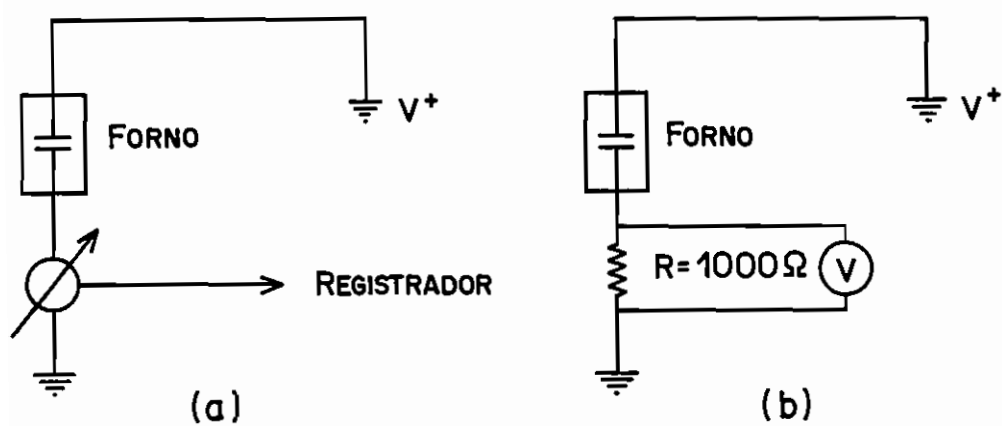 V+
FORNO
REGISTRADOR
(a)
V+
FORNO
R=1000Ω
V
(b)